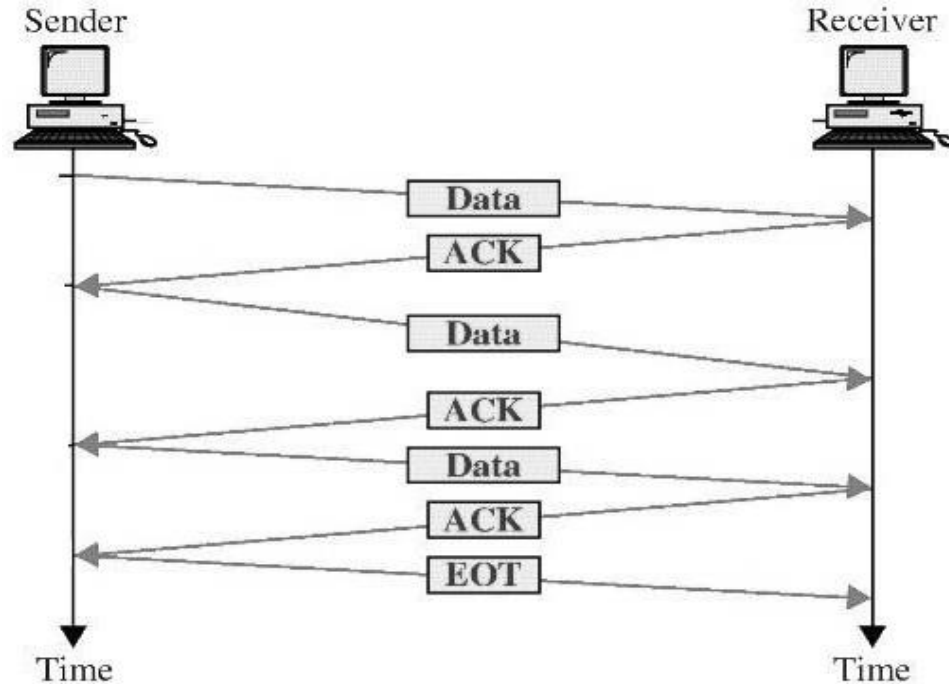 Sender
Receiver
Data
ACK
Data
ACK
Data
ACK
EOT
Time
Time